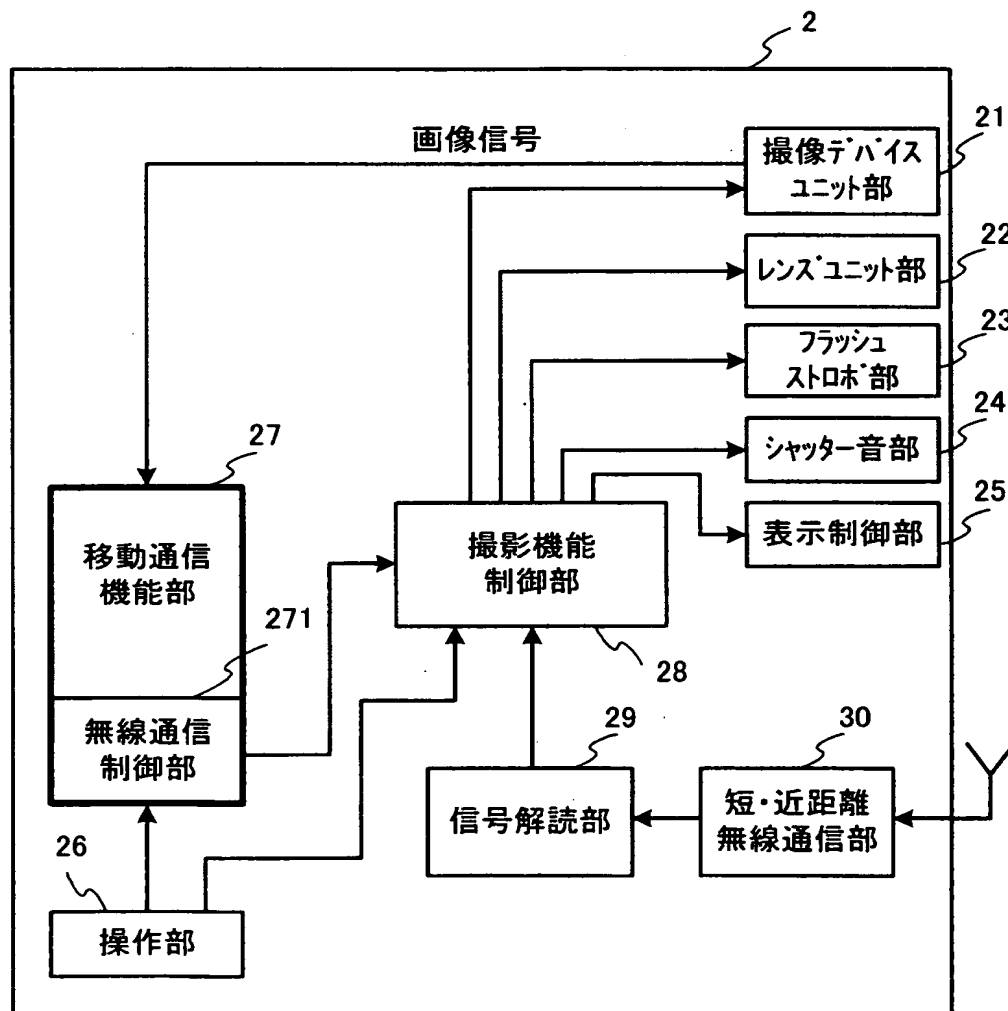 2
画像信号
撮像デバイス
ユニット部
21
レンズユニット部
22
フラッシュ
ストロボ部
23
シャッター音部
24
表示制御部
25
27
移動通信
機能部
271
無線通信
制御部
撮影機能
制御部
28
29
信号解読部
30
短・近距離
無線通信部
26
操作部